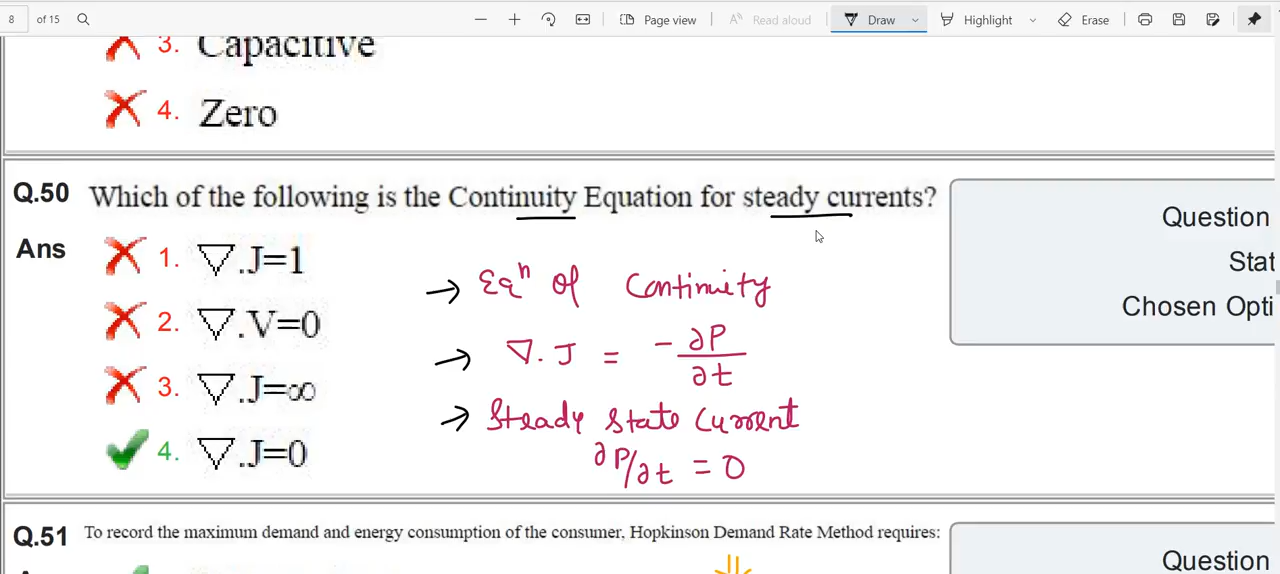 8 of 15 Page view Read aloud Draw Highlight Erase
3. Capacitive
4. Zero
Q.50 Which of the following is the Continuity Equation for steady currents?
Ans
1. ▽.J=1
2. ▽.V=0
3. ▽.J=∞
4. ▽.J=0
→ Eqⁿ of Continuity
→ ∇. J = - ∂P/∂t
→ Steady State Current
∂P/∂t = 0
Question
Stat
Chosen Opti
Q.51 To record the maximum demand and energy consumption of the consumer, Hopkinson Demand Rate Method requires:
Question